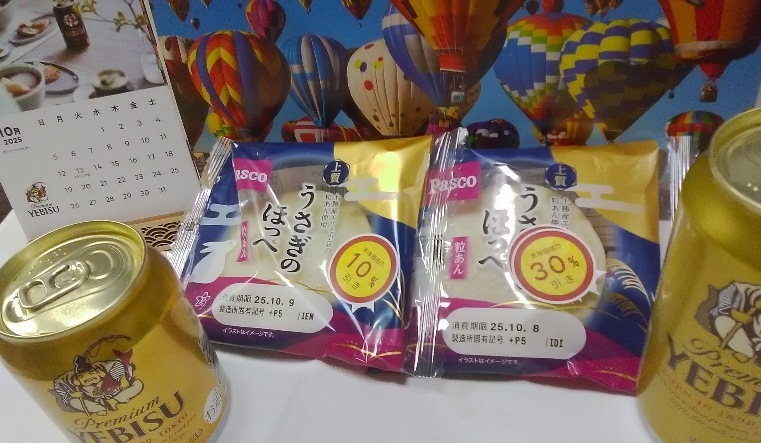 10月
2025
日 月 火 水 木 金 土
1 2 3 4
5 6 7 8 9 10 11
12 13 14 15 16 17 18
19 20 21 22 23 24 25
26 27 28 29 30 31
Premium
YEBISU
Pasco
上質
うさぎの
ほっぺ
粒あん
10%
引き
消費期限 25.10. 9
製造所固有記号 +P5 /IEM
イラストはイメージです。
Pasco
上質
ほっぺ
粒あん
30%
引き
消費期限 25.10. 8
製造所固有記号 +P5 /IDI
イラストはイメージです。
Premium
YEBISU
Premium
YEBI